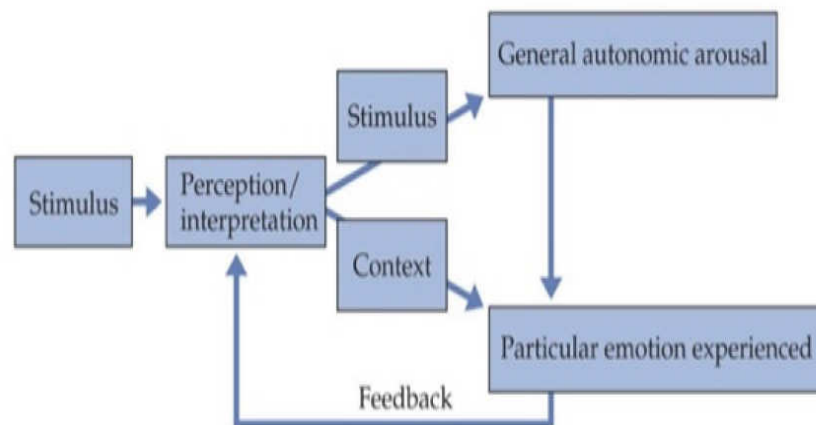 General autonomic arousal
Stimulus
Stimulus
Perception/
interpretation
Context
Particular emotion experienced
Feedback